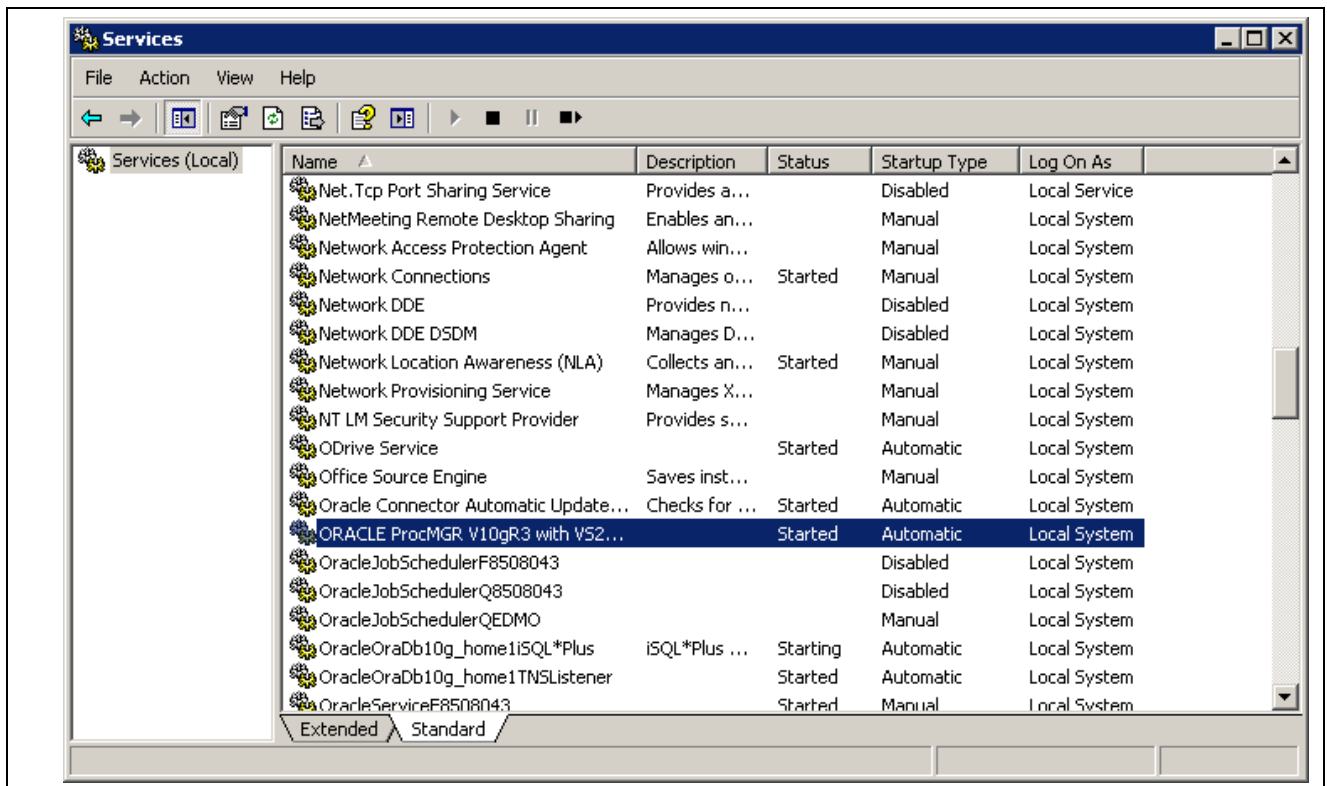 Services
File Action View Help
Services (Local)
Name Description Status Startup Type Log On As
Net.Tcp Port Sharing Service Provides a... Disabled Local Service
NetMeeting Remote Desktop Sharing Enables an... Manual Local System
Network Access Protection Agent Allows win... Manual Local System
Network Connections Manages o... Started Manual Local System
Network DDE Provides n... Disabled Local System
Network DDE DSDM Manages D... Disabled Local System
Network Location Awareness (NLA) Collects an... Started Manual Local System
Network Provisioning Service Manages X... Manual Local System
NT LM Security Support Provider Provides s... Manual Local System
ODrive Service Started Automatic Local System
Office Source Engine Saves inst... Manual Local System
Oracle Connector Automatic Update... Checks for ... Started Automatic Local System
ORACLE ProcMGR V10gR3 with VS2... Started Automatic Local System
OracleJobSchedulerF8508043 Disabled Local System
OracleJobSchedulerQ8508043 Disabled Local System
OracleJobSchedulerQEDMO Manual Local System
OracleOraDb10g_home1iSQL*Plus iSQL*Plus ... Starting Automatic Local System
OracleOraDb10g_home1TNSListener Started Automatic Local System
OracleServiceF8508043 Started Manual Local System
Extended Standard